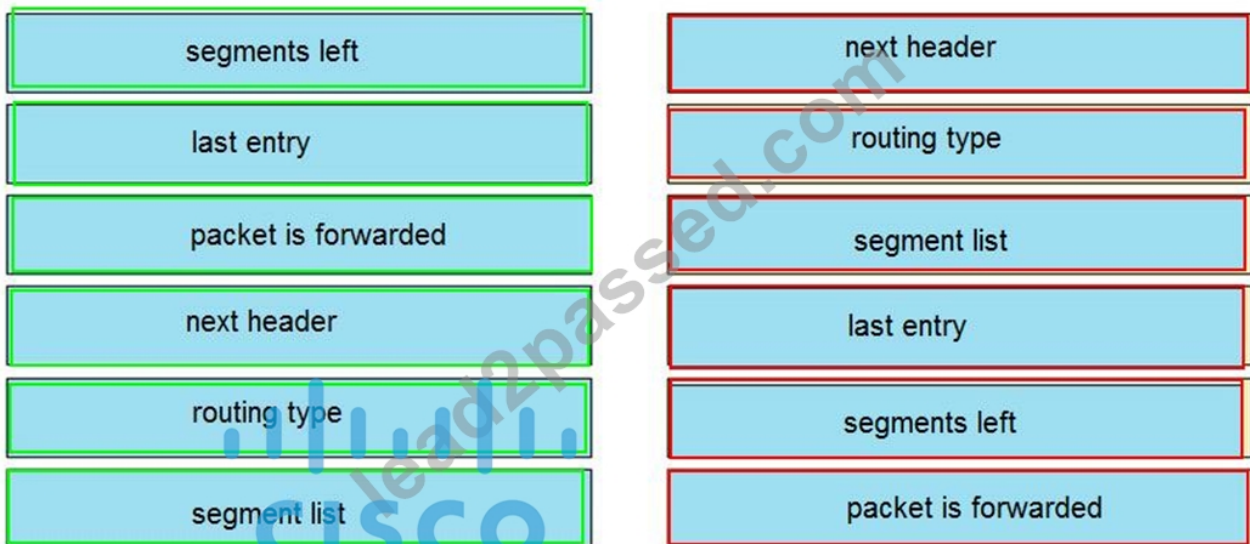 segments left
last entry
packet is forwarded
next header
routing type
segment list
next header
routing type
segment list
last entry
segments left
packet is forwarded
lead2passed.com
CISCO